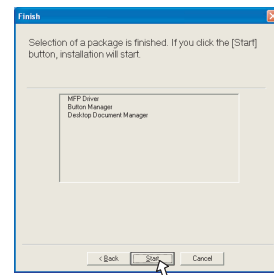 Finish
Selection of a package is finished. If you click the [Start]
button, installation will start.
MFP Driver
Button Manager
Desktop Document Manager
< Back Start Cancel